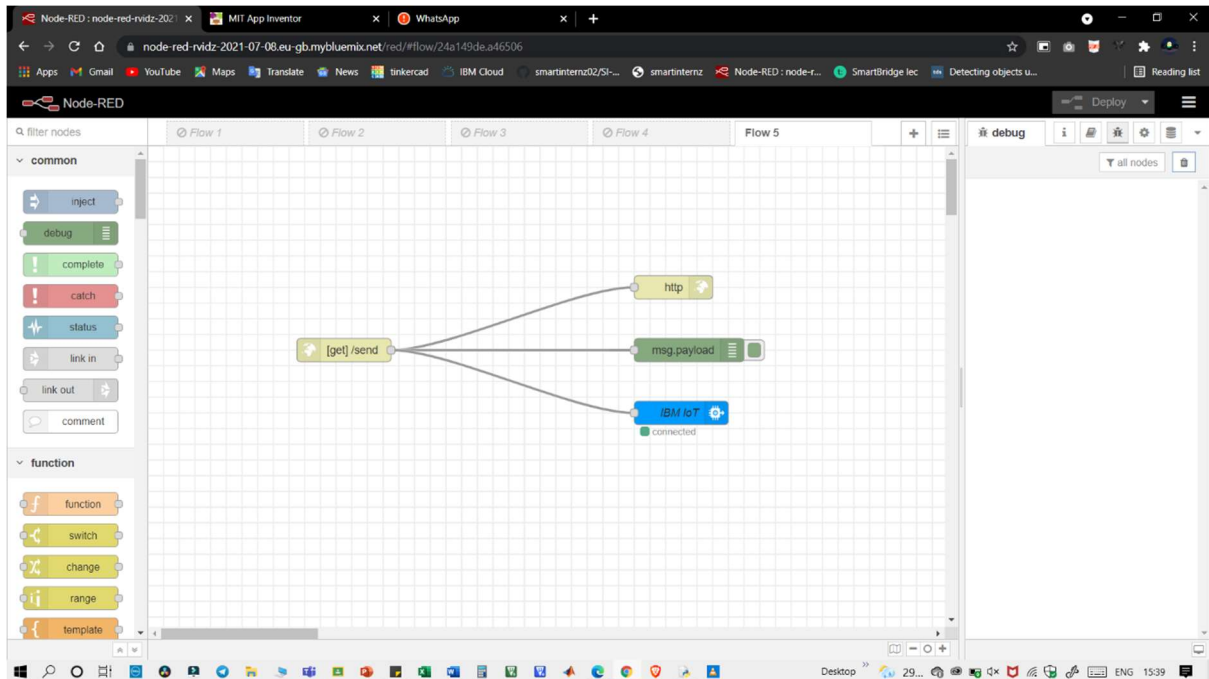 Node-RED : node-red-rvidz-2021
MIT App Inventor
WhatsApp
node-red-rvidz-2021-07-08.eu-gb.mybluemix.net/red/#flow/24a149de.a46506
Apps Gmail YouTube Maps Translate News tinkercad IBM Cloud smartinternz02/SI-... smartinternz Node-RED : node-r... SmartBridge lec Detecting objects u... Reading list
Node-RED
Deploy
filter nodes
Flow 1 Flow 2 Flow 3 Flow 4 Flow 5
debug
i
all nodes
common
inject
debug
complete
catch
status
link in
link out
comment
function
function
switch
change
range
template
[get] /send
http
msg.payload
IBM IoT
connected
Desktop
29...
ENG 15:39